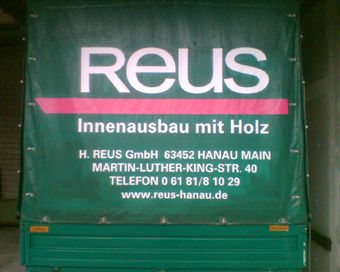 Reus
Innenausbau mit Holz
H. REUS GmbH 63452 HANAU MAIN
MARTIN-LUTHER-KING-STR. 40
TELEFON 0 61 81/8 10 29
www.reus-hanau.de